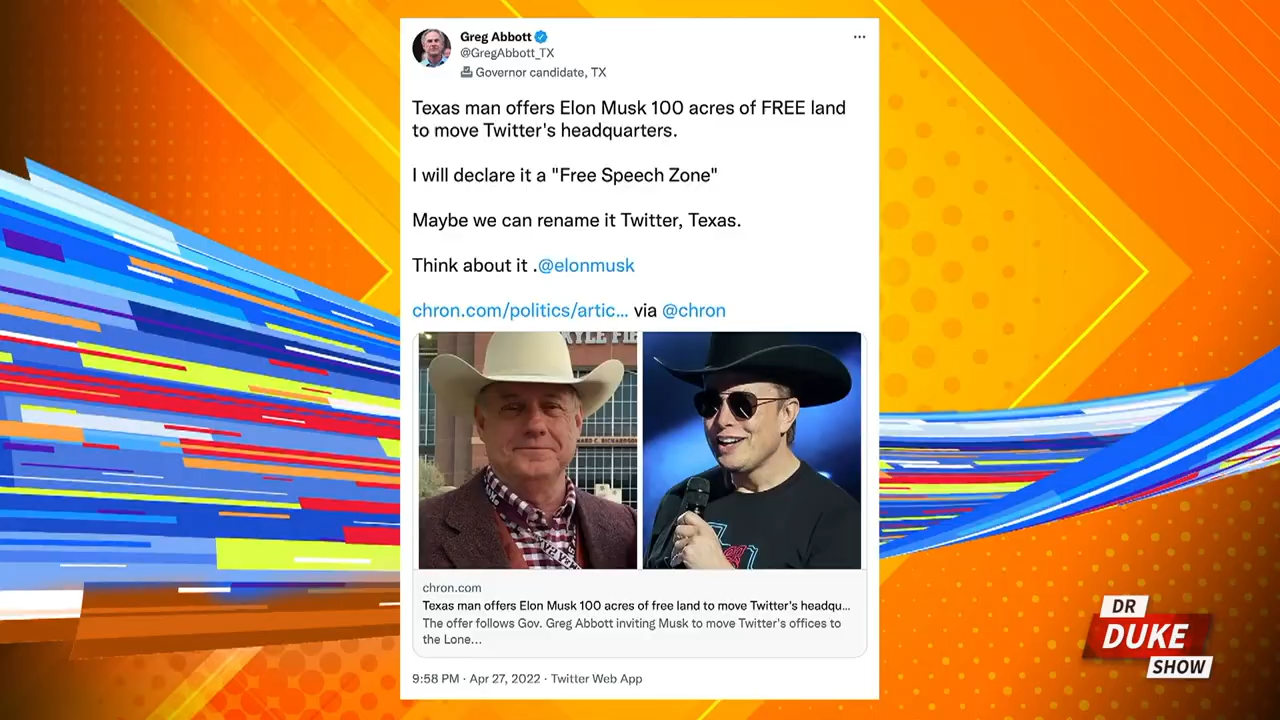 Greg Abbott
@GregAbbott_TX
Governor candidate, TX
Texas man offers Elon Musk 100 acres of FREE land
to move Twitter's headquarters.
I will declare it a "Free Speech Zone"
Maybe we can rename it Twitter, Texas.
Think about it .@elonmusk
chron.com/politics/artic... via @chron
KYLE FI
chron.com
Texas man offers Elon Musk 100 acres of free land to move Twitter's headqu...
The offer follows Gov. Greg Abbott inviting Musk to move Twitter's offices to
the Lone...
9:58 PM · Apr 27, 2022 · Twitter Web App
DR
DUKE
SHOW